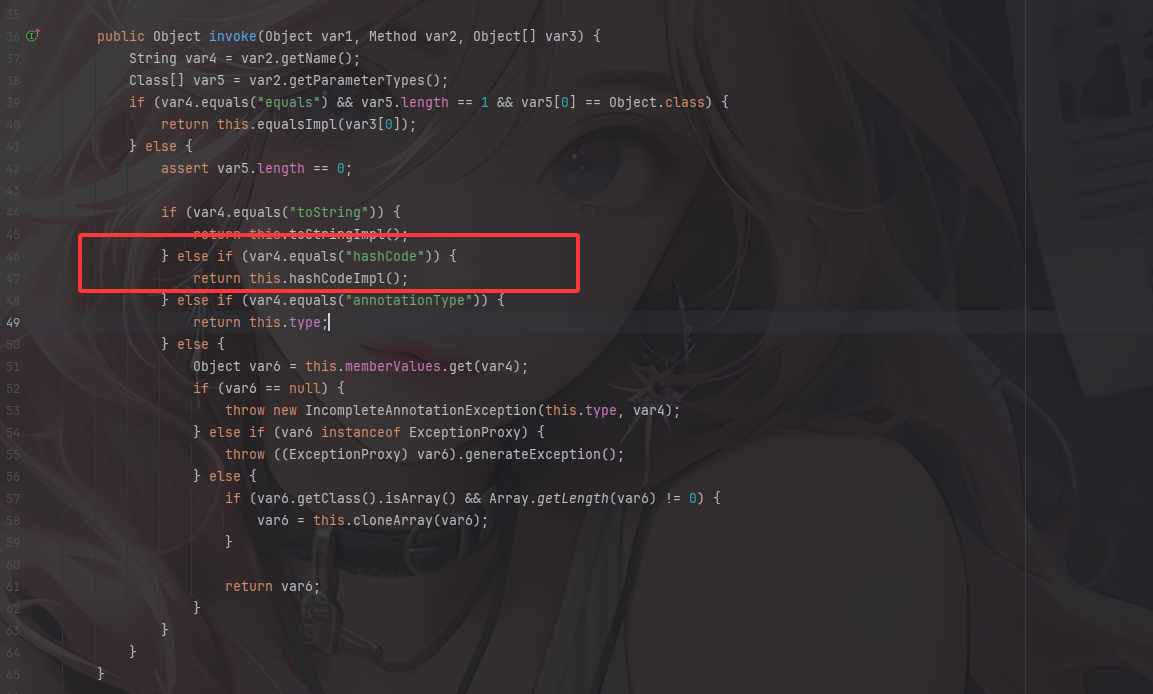 35
36 public Object invoke(Object var1, Method var2, Object[] var3) {
37 String var4 = var2.getName();
38 Class[] var5 = var2.getParameterTypes();
39 if (var4.equals("equals") && var5.length == 1 && var5[0] == Object.class) {
40 return this.equalsImpl(var3[0]);
41 } else {
42 assert var5.length == 0;
43
44 if (var4.equals("toString")) {
45 return this.toStringImpl();
46 } else if (var4.equals("hashCode")) {
47 return this.hashCodeImpl();
48 } else if (var4.equals("annotationType")) {
49 return this.type;
50 } else {
51 Object var6 = this.memberValues.get(var4);
52 if (var6 == null) {
53 throw new IncompleteAnnotationException(this.type, var4);
54 } else if (var6 instanceof ExceptionProxy) {
55 throw ((ExceptionProxy) var6).generateException();
56 } else {
57 if (var6.getClass().isArray() && Array.getLength(var6) != 0) {
58 var6 = this.cloneArray(var6);
59 }
60
61 return var6;
62 }
63 }
64 }
65 }